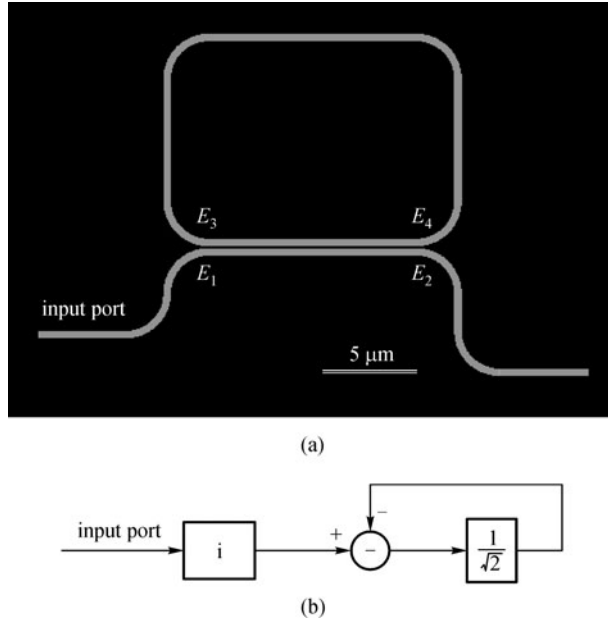 E₃ E₄
E₁ E₂
input port
5 μm
(a)
input port
i
+
−
−
1/√2
(b)